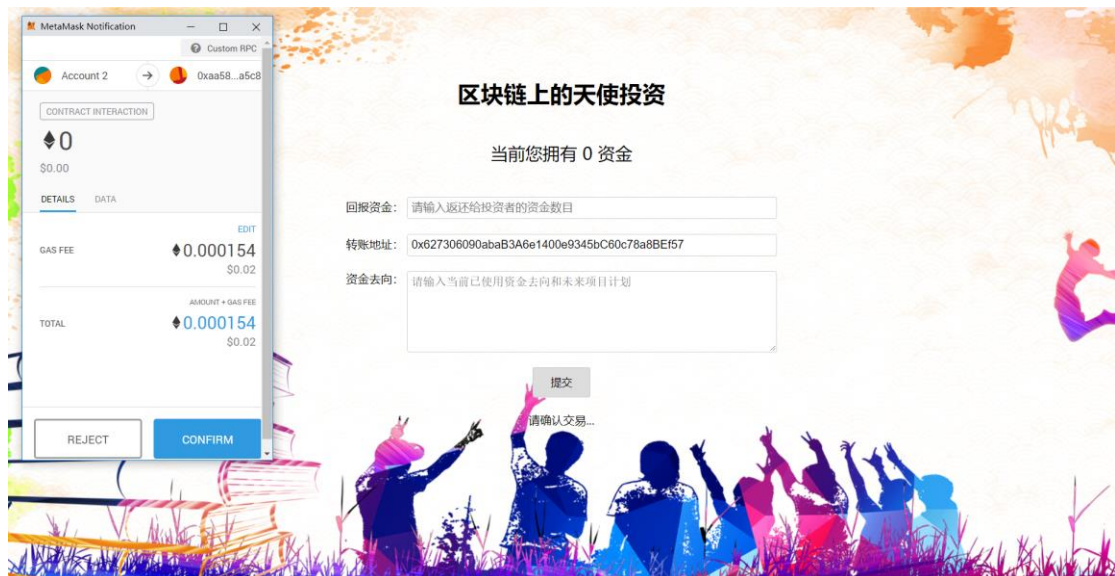 MetaMask Notification
Custom RPC
Account 2
0xaa58...a5c8
CONTRACT INTERACTION
0
$0.00
DETAILS DATA
EDIT
GAS FEE
0.000154
$0.02
AMOUNT + GAS FEE
TOTAL
0.000154
$0.02
REJECT CONFIRM
区块链上的天使投资
当前您拥有 0 资金
回报资金： 请输入返还给投资者的资金数目
转账地址： 0x627306090abaB3A6e1400e9345bC60c78a8BEf57
资金去向： 请输入当前已使用资金去向和未来项目计划
提交
请确认交易...